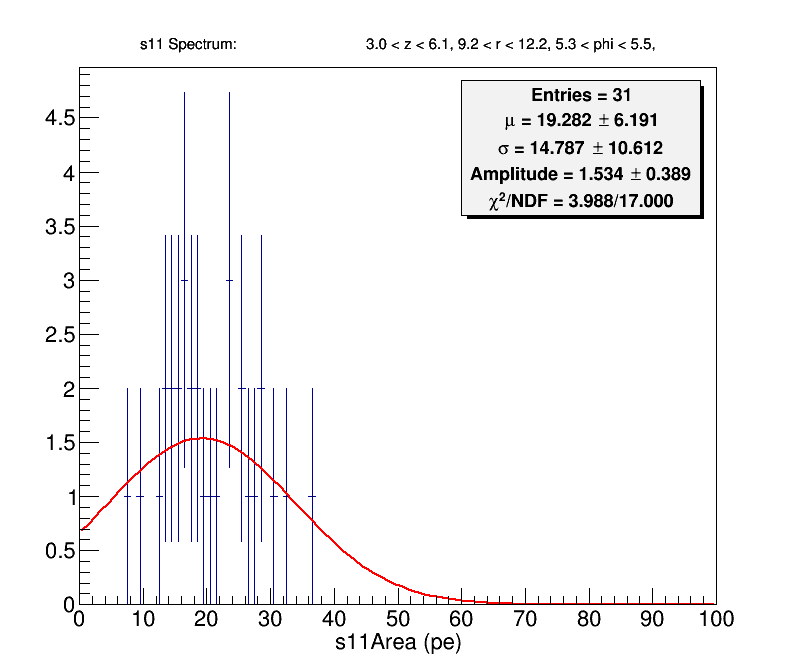 s11 Spectrum: 3.0 < z < 6.1, 9.2 < r < 12.2, 5.3 < phi < 5.5,
Entries = 31
μ = 19.282 ± 6.191
σ = 14.787 ± 10.612
Amplitude = 1.534 ± 0.389
χ²/NDF = 3.988/17.000
4.5
4
3.5
3
2.5
2
1.5
1
0.5
0
0 10 20 30 40 50 60 70 80 90 100
s11Area (pe)